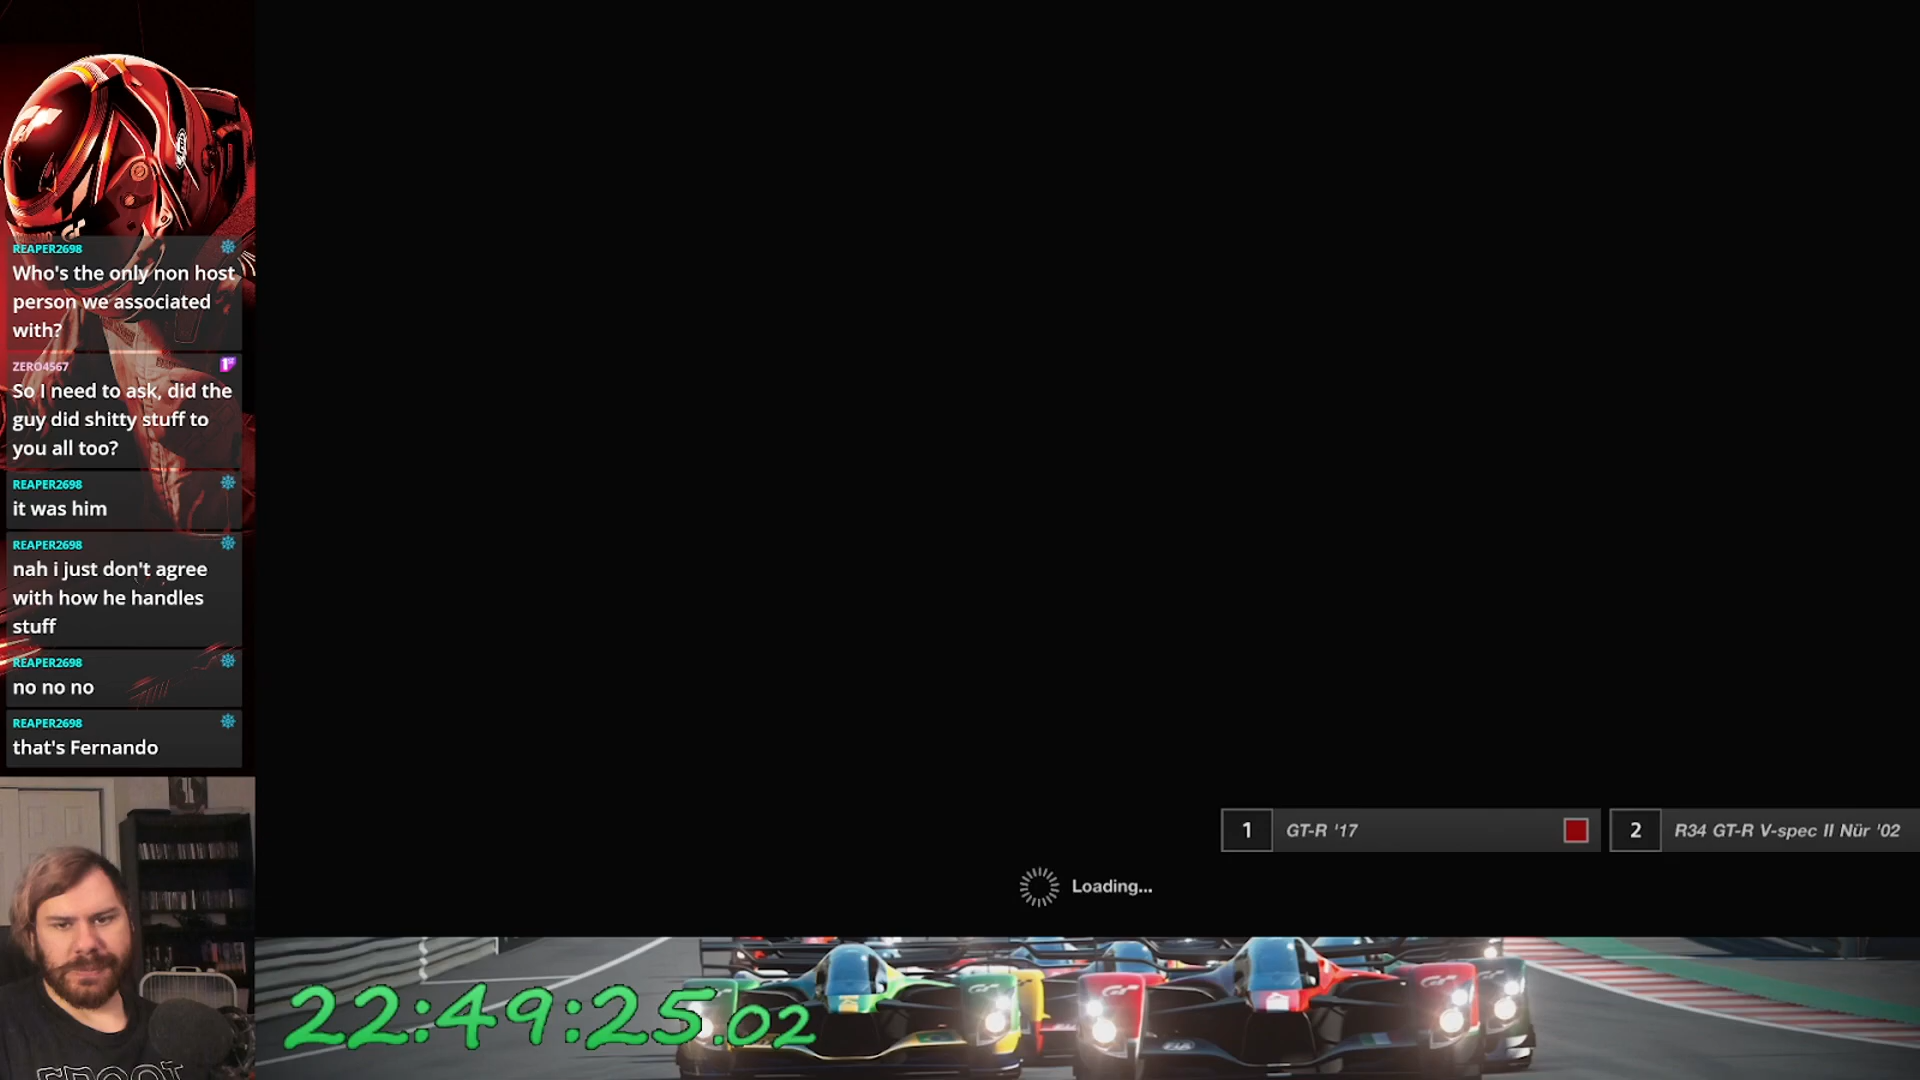 REAPER2698
Who's the only non host
person we associated
with?
ZERO4567
So I need to ask, did the
guy did shitty stuff to
you all too?
REAPER2698
it was him
REAPER2698
nah i just don't agree
with how he handles
stuff
REAPER2698
no no no
REAPER2698
that's Fernando
1 GT-R '17
2 R34 GT-R V-spec II Nür '02
Loading...
22:49:25.02